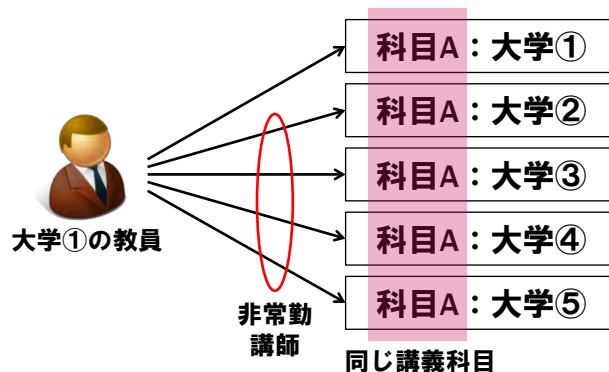 科目A：大学①
科目A：大学②
科目A：大学③
科目A：大学④
科目A：大学⑤
大学①の教員
非常勤
講師
同じ講義科目